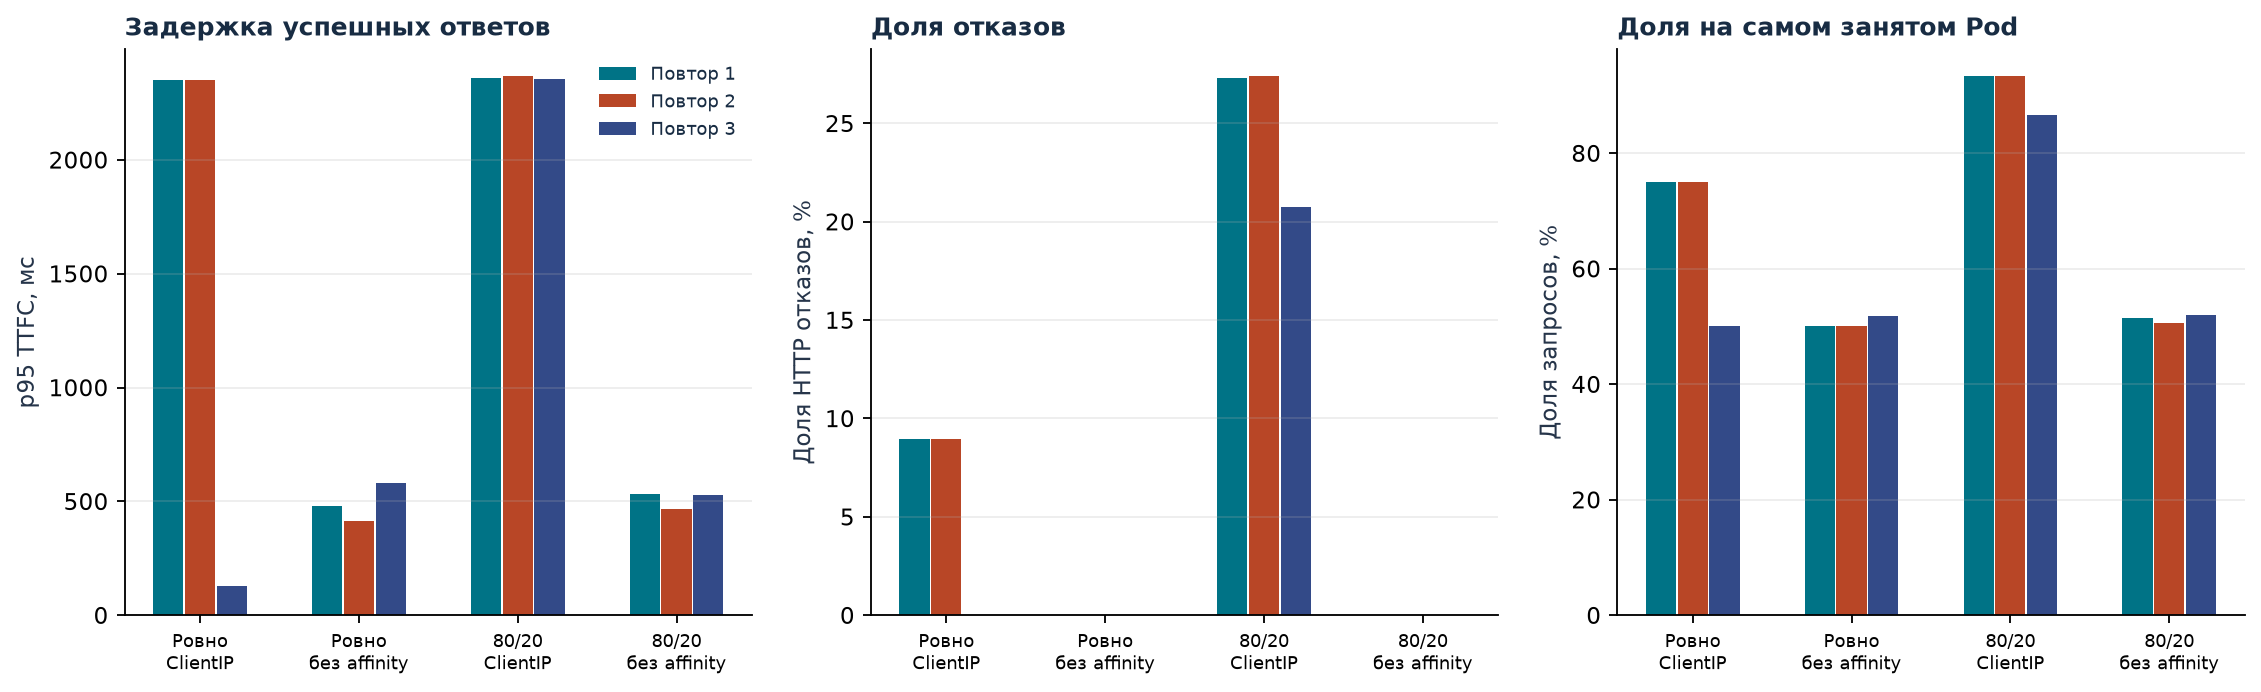 Задержка успешных ответов
p95 TTFC, мс
2000
1500
1000
500
0
Повтор 1
Повтор 2
Повтор 3
Ровно
ClientIP
Ровно
без affinity
80/20
ClientIP
80/20
без affinity
Доля отказов
Доля HTTP отказов, %
25
20
15
10
5
0
Ровно
ClientIP
Ровно
без affinity
80/20
ClientIP
80/20
без affinity
Доля на самом занятом Pod
Доля запросов, %
80
60
40
20
0
Ровно
ClientIP
Ровно
без affinity
80/20
ClientIP
80/20
без affinity